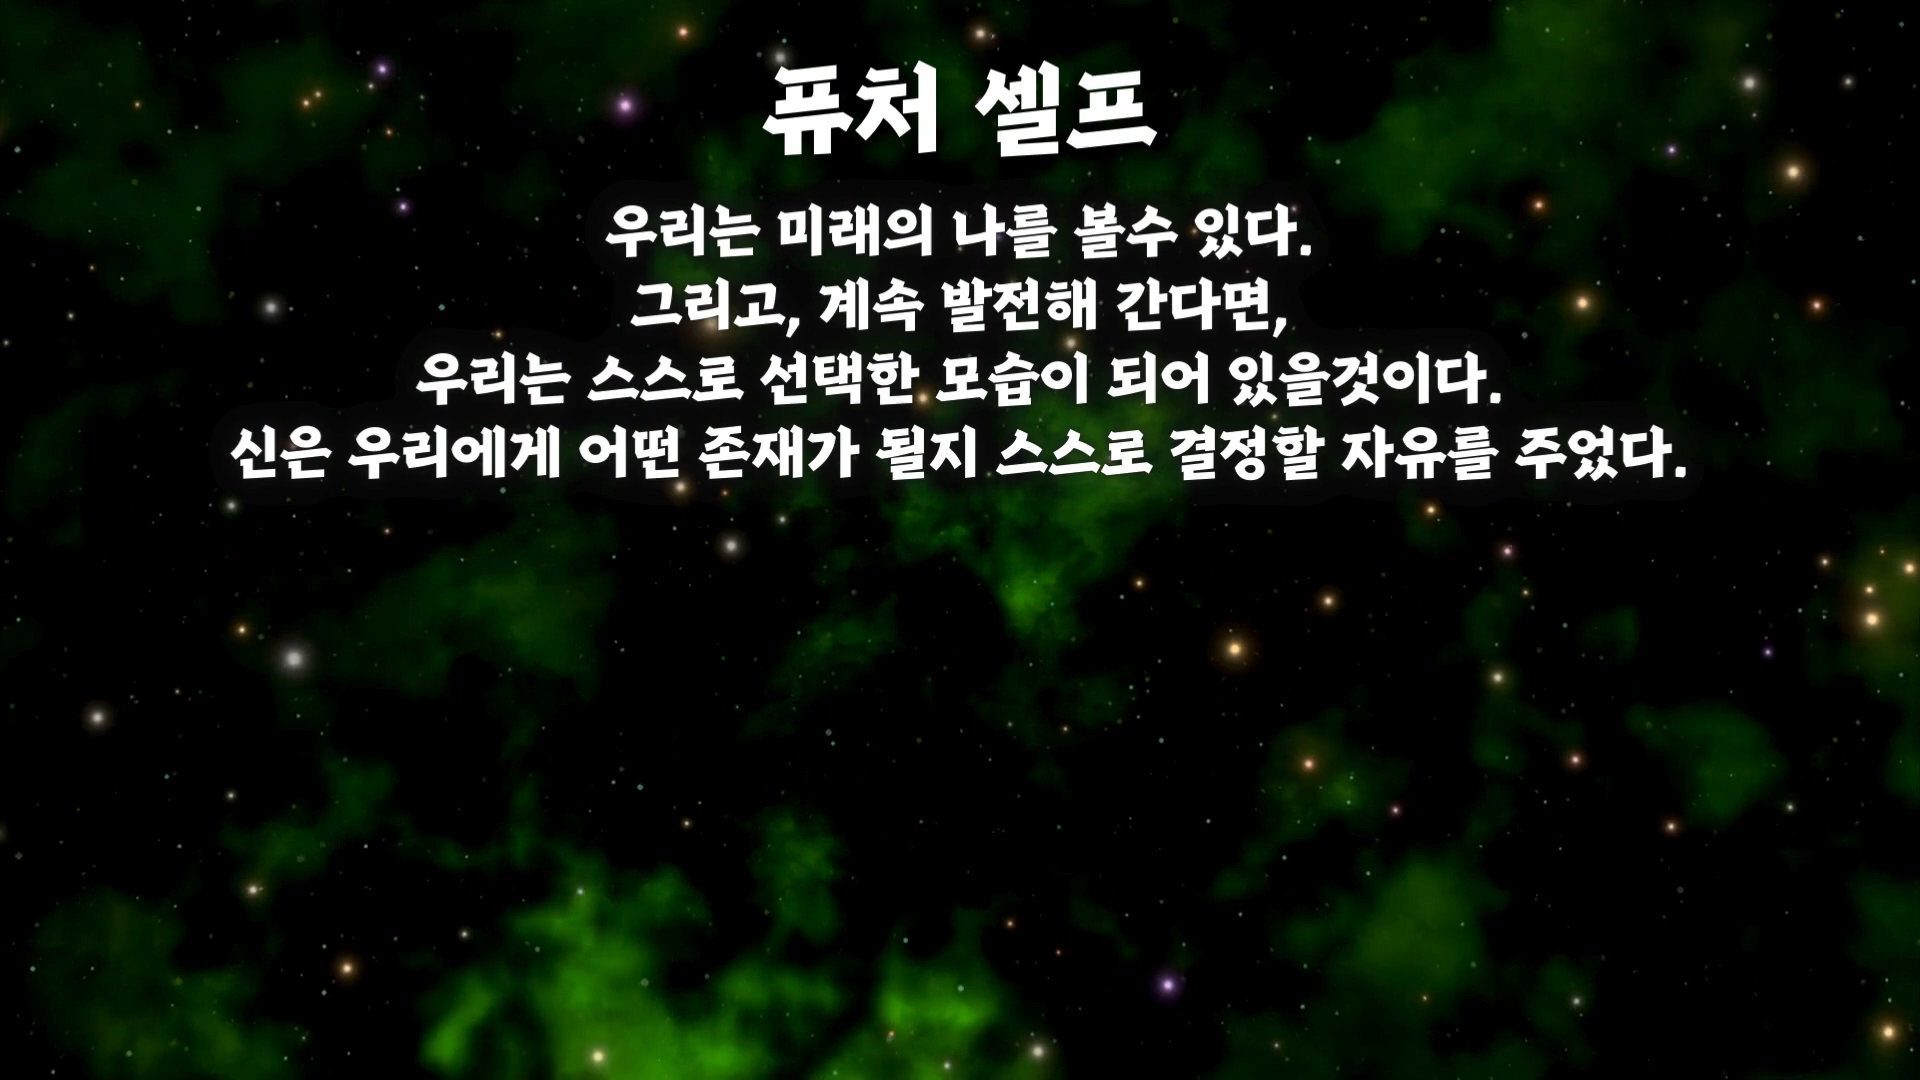 퓨처 셀프
우리는 미래의 나를 볼수 있다.
그리고, 계속 발전해 간다면,
우리는 스스로 선택한 모습이 되어 있을것이다.
신은 우리에게 어떤 존재가 될지 스스로 결정할 자유를 주었다.